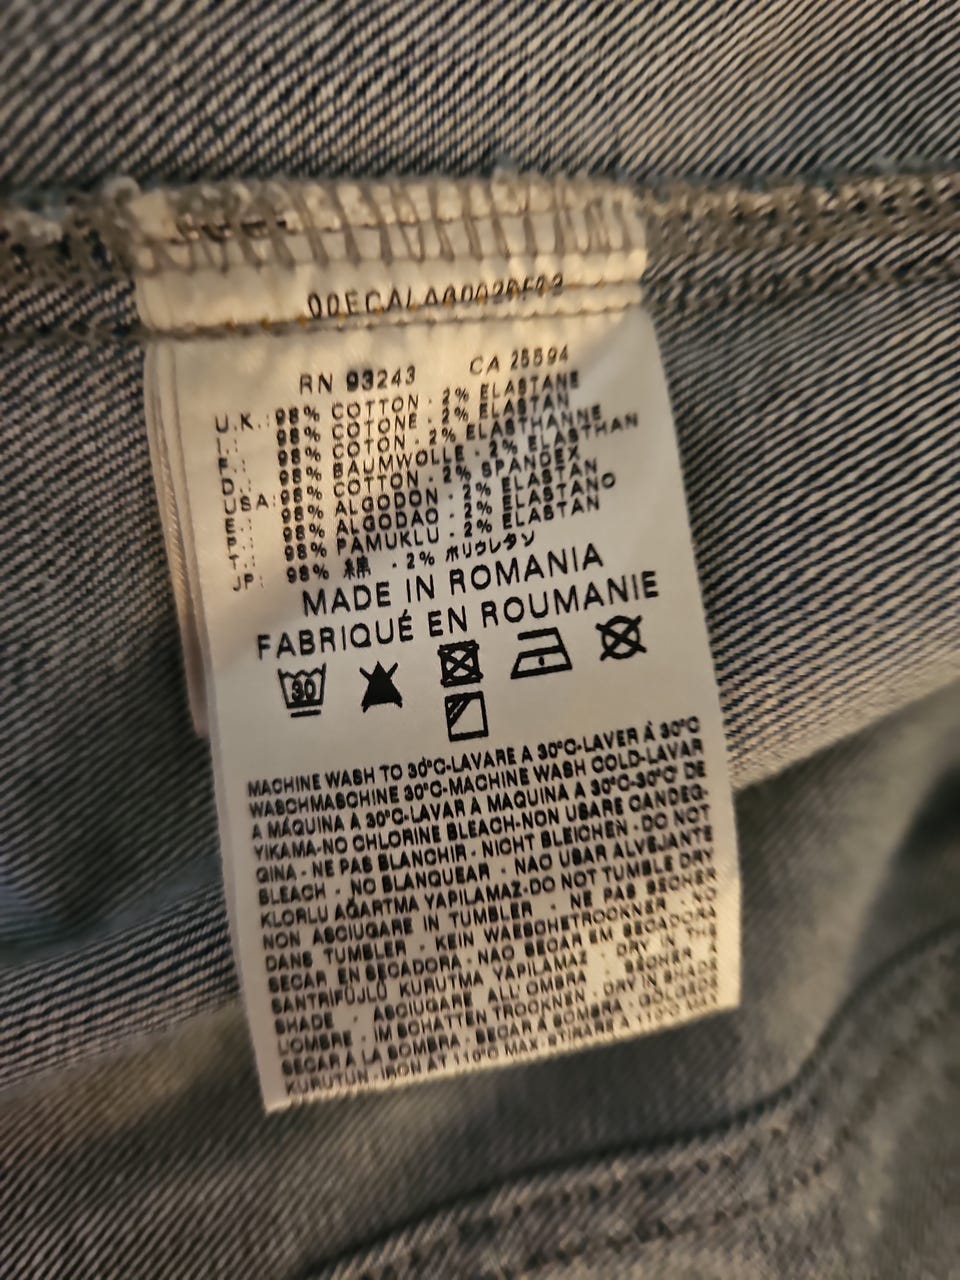 RN 93243 CA 25594
U.K.: 98% COTTON - 2% ELASTANE
I.: 98% COTONE - 2% ELASTAN
F.: 98% COTON - 2% ELASTHANNE
D.: 98% BAUMWOLLE - 2% ELASTHAN
USA: 98% COTTON - 2% SPANDEX
E.: 98% ALGODON - 2% ELASTAN
P.: 98% ALGODAO - 2% ELASTANO
T.: 98% PAMUKLU - 2% ELASTAN
JP: 98% 綿 - 2% ポリウレタン
MADE IN ROMANIA
FABRIQUÉ EN ROUMANIE
30
MACHINE WASH TO 30°C-LAVARE A 30°C-LAVER À 30°C
WASCHMASCHINE 30°C-MACHINE WASH COLD-LAVAR
A MÁQUINA A 30°C-LAVAR À MAQUINA A 30°C-30°C' DE
YIKAMA-NO CHLORINE BLEACH-NON USARE CANDEG-
GINA - NE PAS BLANCHIR - NICHT BLEICHEN - DO NOT
BLEACH - NO BLANQUEAR - NAO USAR ALVEJANTE
KLORLU AĞARTMA YAPILAMAZ-DO NOT TUMBLE DRY
NON ASCIUGARE IN TUMBLER - NE PAS SECHER
DANS TUMBLER - KEIN WAESCHETROOKNER - NO
SECAR EN SECADORA - NAO SECAR EM SECADORA
SANTRIFÜJLÜ KURUTMA YAPILAMAZ - DRY IN THE
SHADE - ASCIUGARE ALL'OMBRA - SECHER A
L'OMBRE - IM SCHATTEN TROOKNEN - DRY IN SHADE
SECAR À LA SOMBRA - SECAR À SOMBRA - GÖLGEDE
KURUTUN - IRON AT 110°C MAX-STIRARE A 110°C MAX